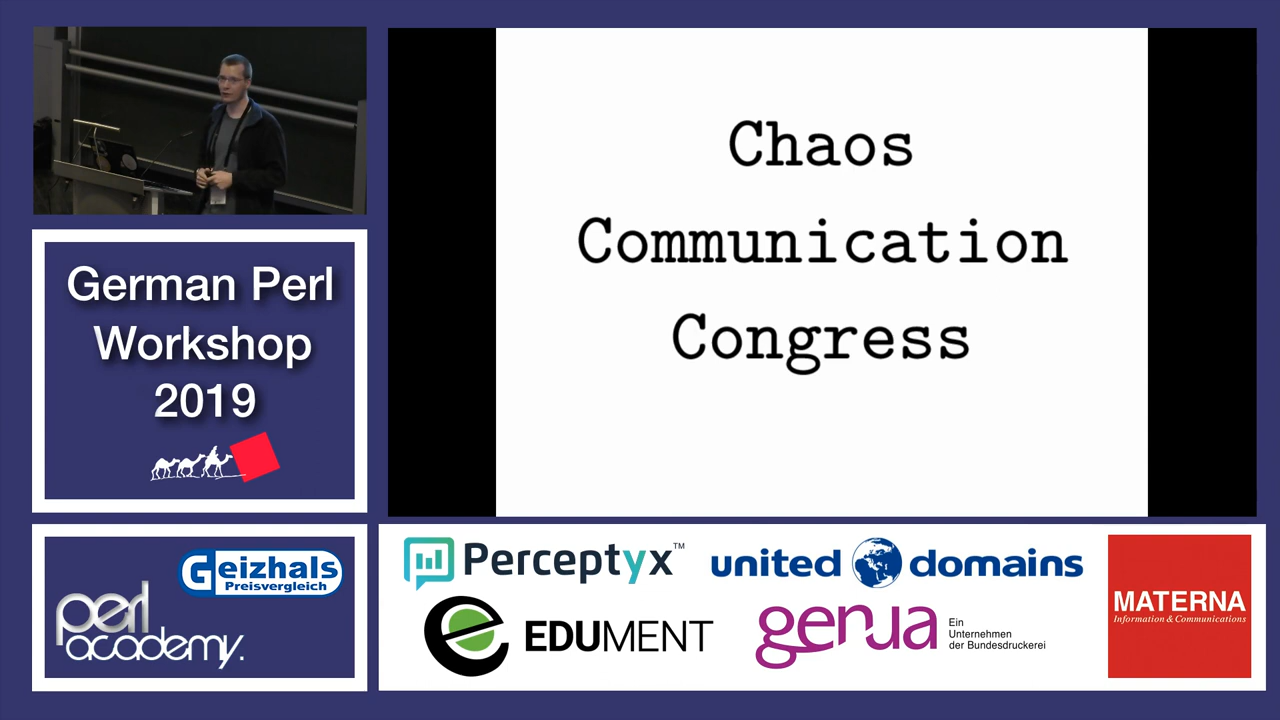 Chaos
Communication
Congress
German Perl
Workshop
2019
Geizhals
Preisvergleich
perl
academy.
Perceptyx™
united domains
EDUMENT
genua
Ein
Unternehmen
der Bundesdruckerei
MATERNA
Information & Communications